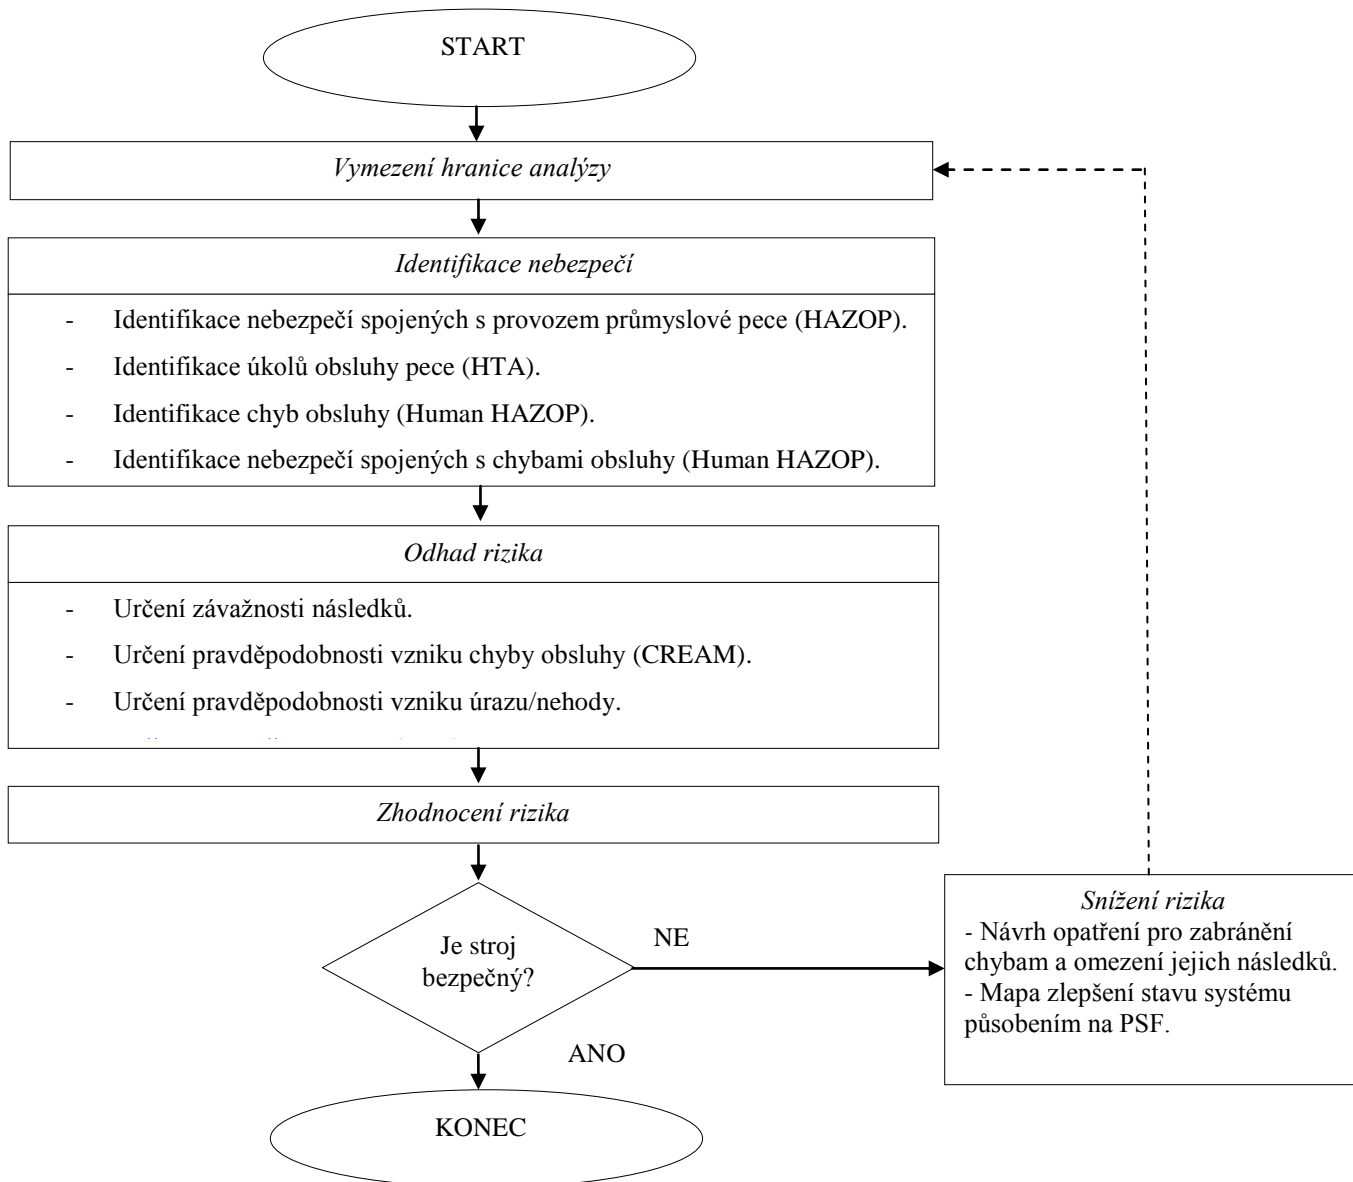 START
Vymezení hranice analýzy
Identifikace nebezpečí
- Identifikace nebezpečí spojených s provozem průmyslové pece (HAZOP).
- Identifikace úkolů obsluhy pece (HTA).
- Identifikace chyb obsluhy (Human HAZOP).
- Identifikace nebezpečí spojených s chybami obsluhy (Human HAZOP).
Odhad rizika
- Určení závažnosti následků.
- Určení pravděpodobnosti vzniku chyby obsluhy (CREAM).
- Určení pravděpodobnosti vzniku úrazu/nehody.
Zhodnocení rizika
Je stroj
bezpečný?
NE
Snížení rizika
- Návrh opatření pro zabránění
chybam a omezení jejich následků.
- Mapa zlepšení stavu systému
působením na PSF.
ANO
KONEC